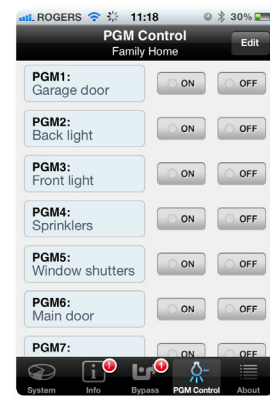 ROGERS 11:18 30%
PGM Control
Family Home
Edit
PGM1:
Garage door
ON OFF
PGM2:
Back light
ON OFF
PGM3:
Front light
ON OFF
PGM4:
Sprinklers
ON OFF
PGM5:
Window shutters
ON OFF
PGM6:
Main door
ON OFF
PGM7:
ON OFF
System Info Bypass PGM Control About